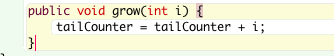 public void grow(int i) {
tailCounter = tailCounter + i;
}